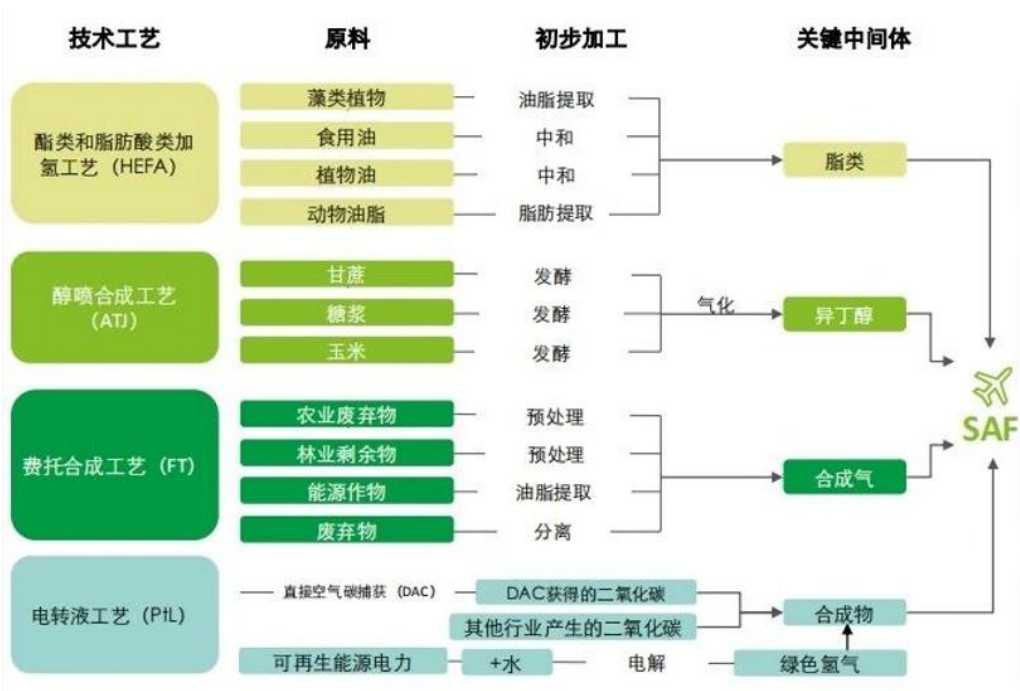 技术工艺 原料 初步加工 关键中间体
酯类和脂肪酸类加
氢工艺（HEFA）
藻类植物 油脂提取
食用油 中和
植物油 中和
动物油脂 脂肪提取
脂类
醇喷合成工艺
(ATJ)
甘蔗 发酵
糖浆 发酵
玉米 发酵
气化
异丁醇
SAF
费托合成工艺（FT）
农业废弃物 预处理
林业剩余物 预处理
能源作物 油脂提取
废弃物 分离
合成气
电转液工艺（PtL）
直接空气碳捕获（DAC） DAC获得的二氧化碳
其他行业产生的二氧化碳
合成物
可再生能源电力 +水 电解 绿色氢气